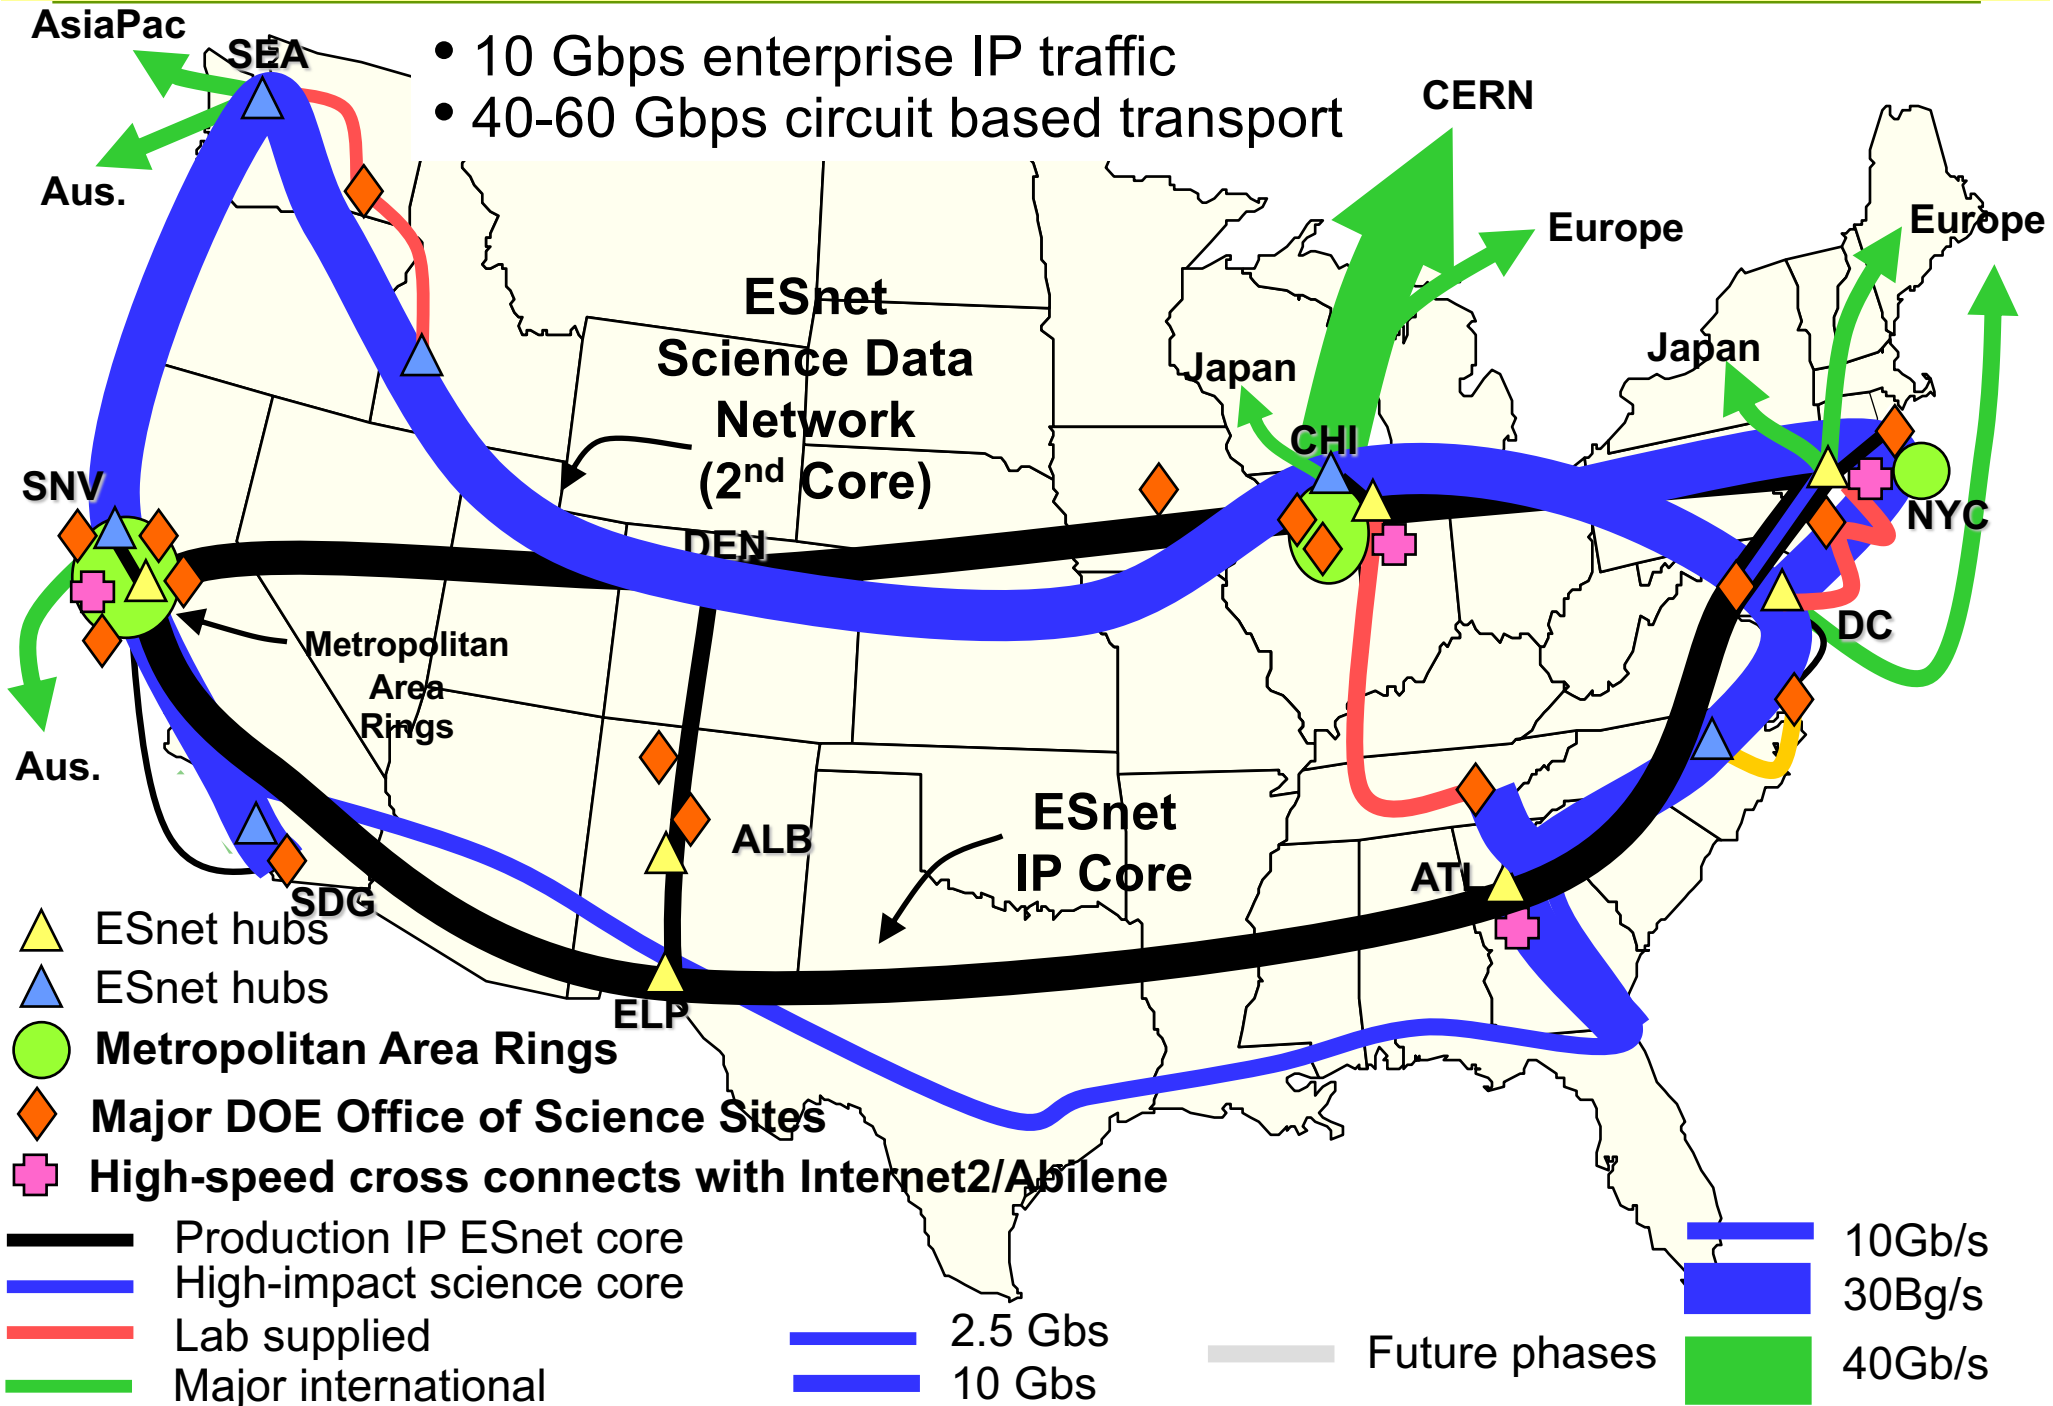 AsiaPac
SEA
• 10 Gbps enterprise IP traffic
• 40-60 Gbps circuit based transport
CERN
Aus.
Europe
Europe
ESnet
Science Data
Network
(2nd Core)
Japan
Japan
CHI
SNV
NYC
DEN
DC
Metropolitan
Area
Rings
Aus.
ESnet
IP Core
ALB
ATL
SDG
ELP
ESnet hubs
ESnet hubs
Metropolitan Area Rings
Major DOE Office of Science Sites
High-speed cross connects with Internet2/Abilene
Production IP ESnet core
High-impact science core
Lab supplied
Major international
2.5 Gbs
10 Gbs
Future phases
10Gb/s
30Bg/s
40Gb/s